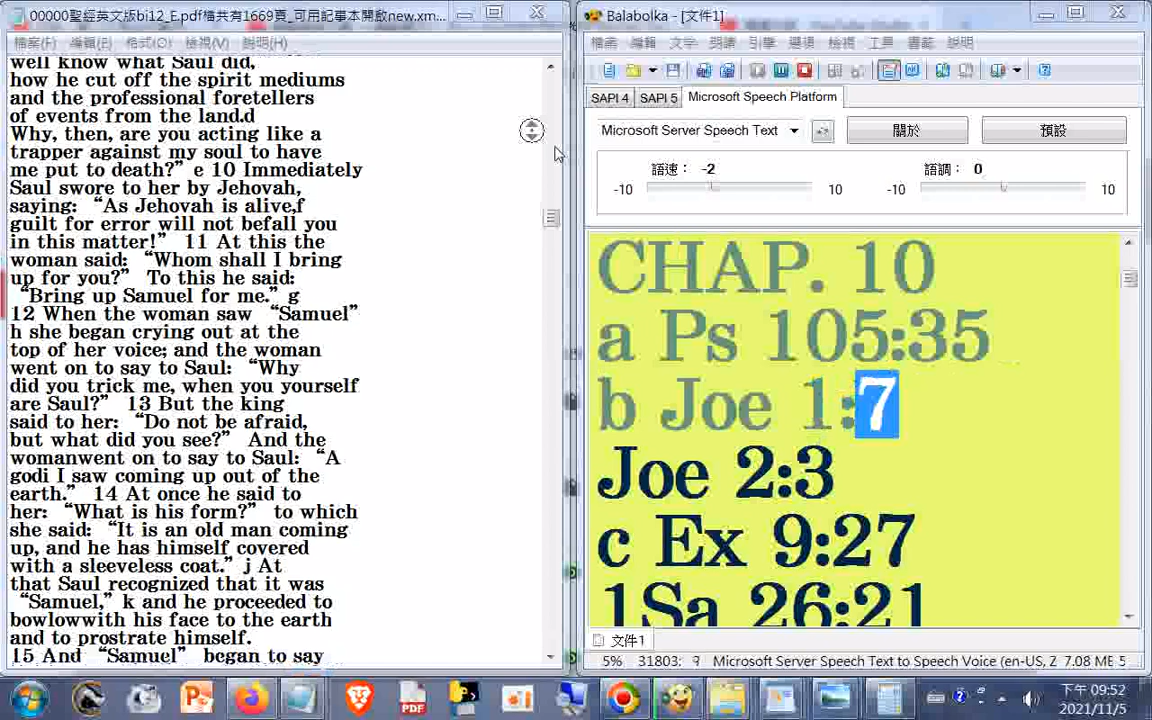 00000聖經英文版bi12_E.pdf檔共有1669頁_可用記事本開啟new.xm...
檔案(F) 編輯(E) 格式(O) 檢視(V) 說明(H)
well know what Saul did,
how he cut off the spirit mediums
and the professional foretellers
of events from the land.d
Why, then, are you acting like a
trapper against my soul to have
me put to death?” e 10 Immediately
Saul swore to her by Jehovah,
saying: “As Jehovah is alive,f
guilt for error will not befall you
in this matter!” 11 At this the
woman said: “Whom shall I bring
up for you?” To this he said:
“Bring up Samuel for me.” g
12 When the woman saw “Samuel”
h she began crying out at the
top of her voice; and the woman
went on to say to Saul: “Why
did you trick me, when you yourself
are Saul?” 13 But the king
said to her: “Do not be afraid,
but what did you see?” And the
womanwent on to say to Saul: “A
godi I saw coming up out of the
earth.” 14 At once he said to
her: “What is his form?” to which
she said: “It is an old man coming
up, and he has himself covered
with a sleeveless coat.” j At
that Saul recognized that it was
“Samuel,” k and he proceeded to
bowlowwith his face to the earth
and to prostrate himself.
15 And “Samuel” began to say
Balabolka - [文件1]
檔案 編輯 文字 朗讀 引擎 選項 檢視 工具 書籤 說明
SAPI 4 SAPI 5 Microsoft Speech Platform
Microsoft Server Speech Text 關於 預設
語速： -2 語調： 0
-10 10 -10 10
CHAP. 10
a Ps 105:35
b Joe 1:7
Joe 2:3
c Ex 9:27
1Sa 26:21
文件1
5% 31803: 9 Microsoft Server Speech Text to Speech Voice (en-US, Z 7.08 MB 5
PDF
下午 09:52
2021/11/5